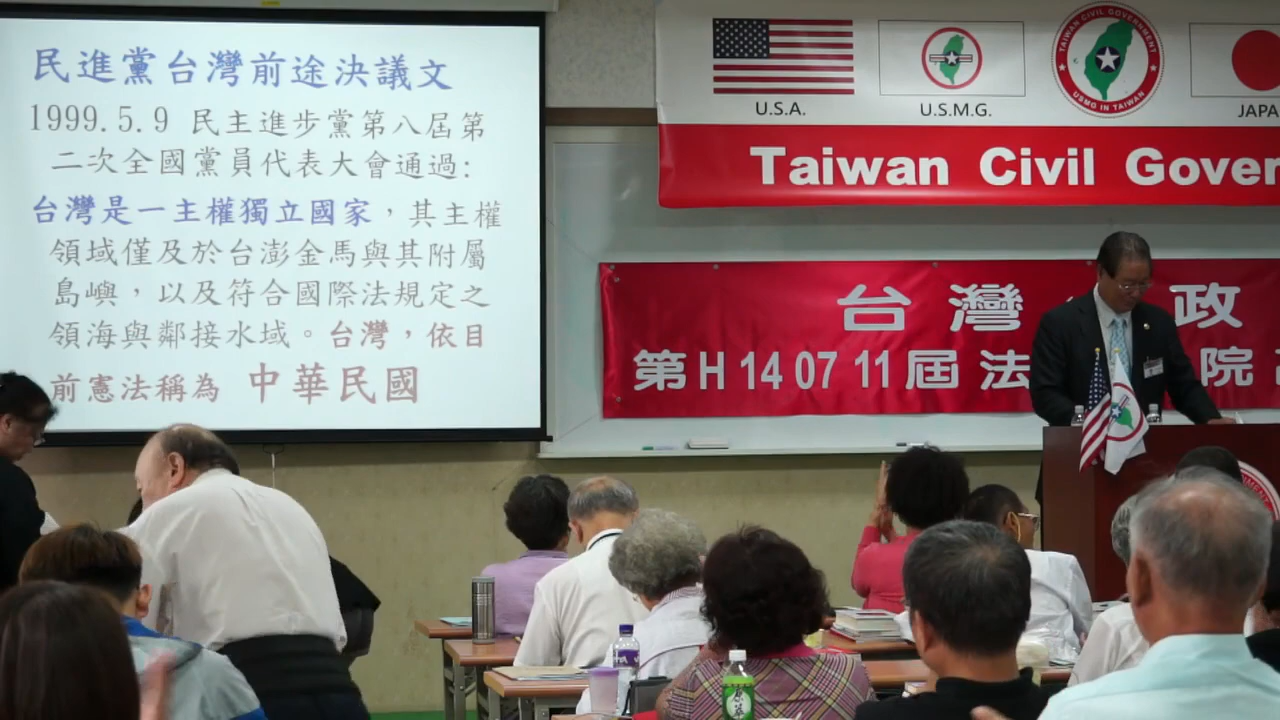 民進黨台灣前途決議文
1999.5.9 民主進步黨第八屆第
二次全國黨員代表大會通過:
台灣是一主權獨立國家，其主權
領域僅及於台澎金馬與其附屬
島嶼，以及符合國際法規定之
領海與鄰接水域。台灣，依目
前憲法稱為 中華民國
U.S.A.
U.S.M.G.
TAIWAN CIVIL GOVERNMENT
USMG IN TAIWAN
JAPA
Taiwan Civil Gover
台灣 政
第H 14 07 11屆法 院